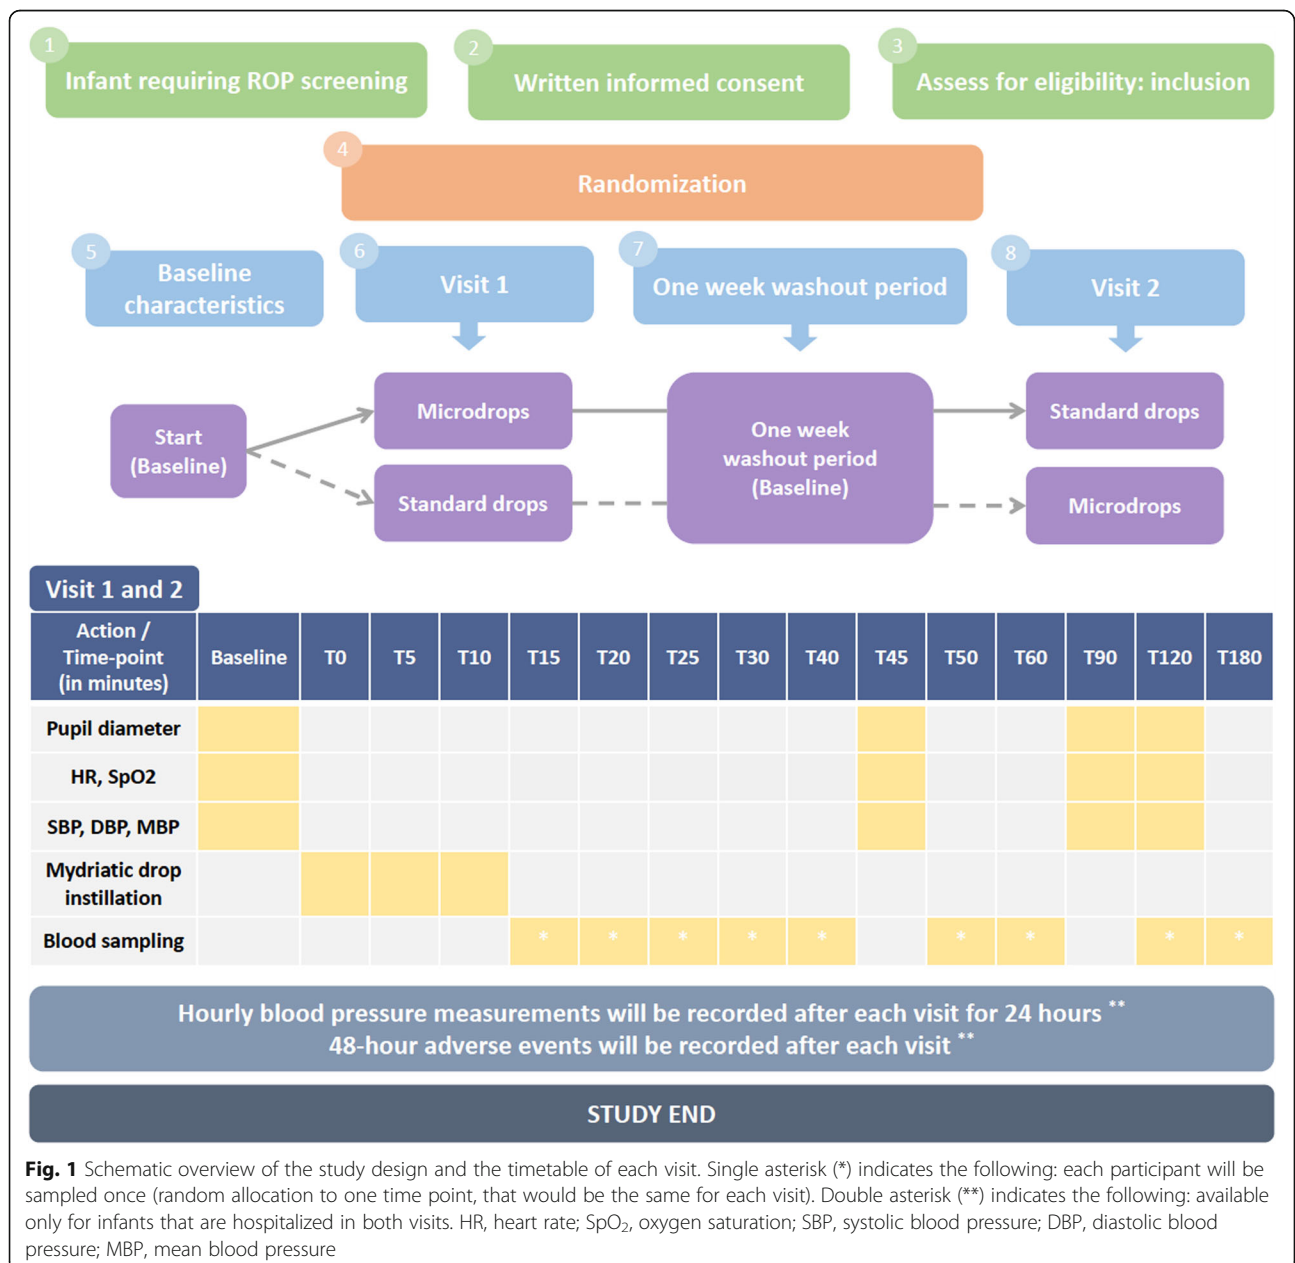 1
Infant requiring ROP screening
2
Written informed consent
3
Assess for eligibility: inclusion
4
Randomization
5
Baseline
characteristics
6
Visit 1
7
One week washout period
8
Visit 2
Start
(Baseline)
Microdrops
Standard drops
One week
washout period
(Baseline)
Standard drops
Microdrops
Visit 1 and 2
Action /
Time-point
(in minutes)
Baseline T0 T5 T10 T15 T20 T25 T30 T40 T45 T50 T60 T90 T120 T180
Pupil diameter
HR, SpO2
SBP, DBP, MBP
Mydriatic drop
instillation
Blood sampling * * * * * * * * *
Hourly blood pressure measurements will be recorded after each visit for 24 hours **
48-hour adverse events will be recorded after each visit **
STUDY END
Fig. 1 Schematic overview of the study design and the timetable of each visit. Single asterisk (*) indicates the following: each participant will be
sampled once (random allocation to one time point, that would be the same for each visit). Double asterisk (**) indicates the following: available
only for infants that are hospitalized in both visits. HR, heart rate; SpO₂, oxygen saturation; SBP, systolic blood pressure; DBP, diastolic blood
pressure; MBP, mean blood pressure